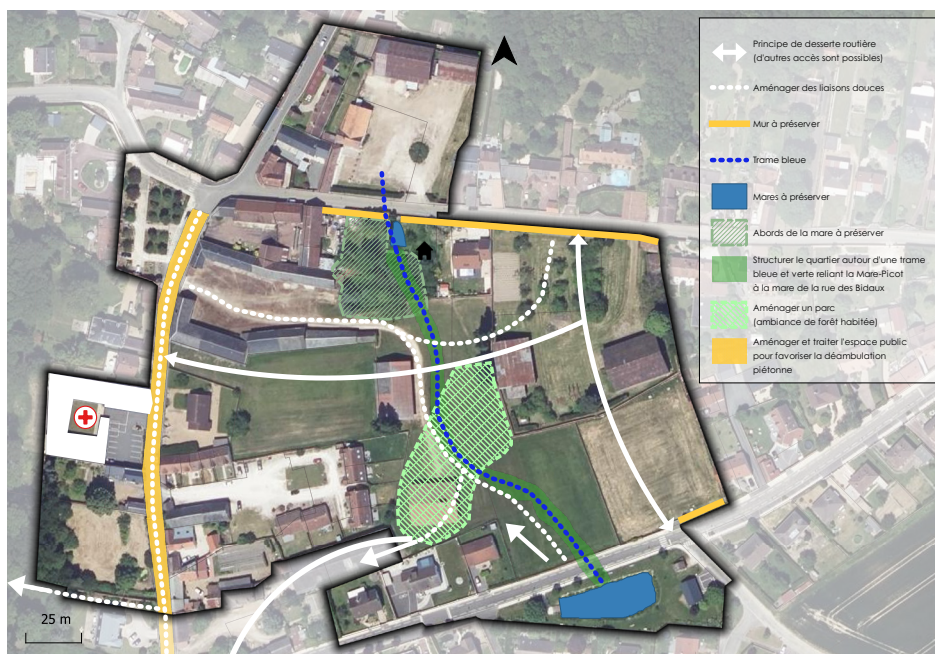 Principe de desserte routière
(d'autres accès sont possibles)
Aménager des liaisons douces
Mur à préserver
Trame bleue
Mares à préserver
Abords de la mare à préserver
Structurer le quartier autour d'une trame
bleue et verte reliant la Mare-Picot
à la mare de la rue des Bidaux
Aménager un parc
(ambiance de forêt habitée)
Aménager et traiter l'espace public
pour favoriser la déambulation
piétonne
25 m